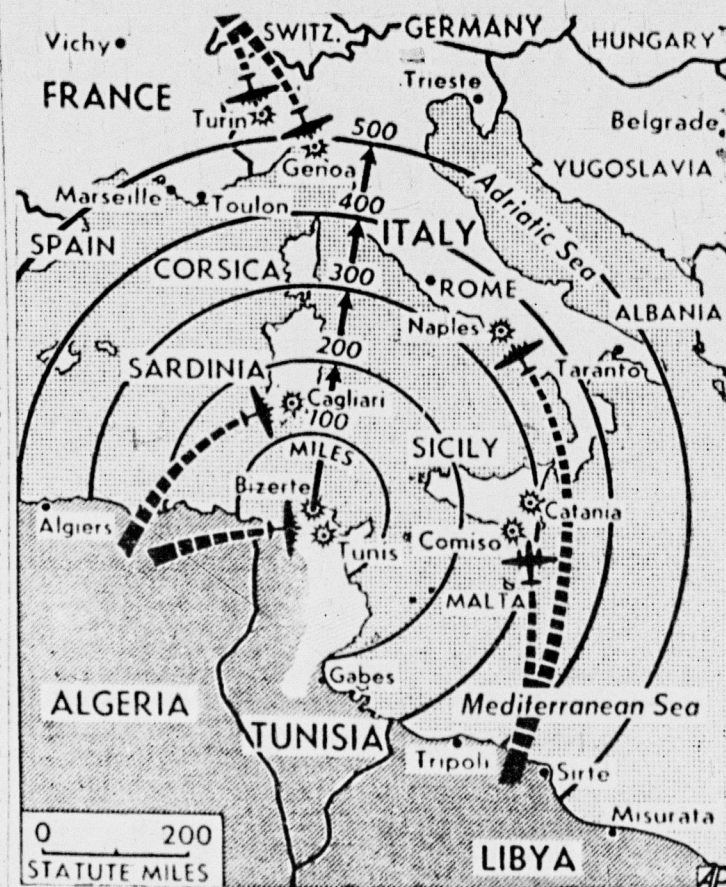 SWITZ.
GERMANY
HUNGARY
Vichy
Trieste
FRANCE
Turin
Belgrade
500
Genoa
YUGOSLAVIA
Marseille
Toulon
400
Adriatic Sea
SPAIN
ITALY
CORSICA
300
ROME
ALBANIA
Naples
200
SARDINIA
Taranto
Cagliari
100
MILES
SICILY
Bizerte
Algiers
Tunis
Comiso
Catania
MALTA
Gabes
ALGERIA
Mediterranean Sea
TUNISIA
Tripoli
Sirte
0 200
STATUTE MILES
Misurata
LIBYA